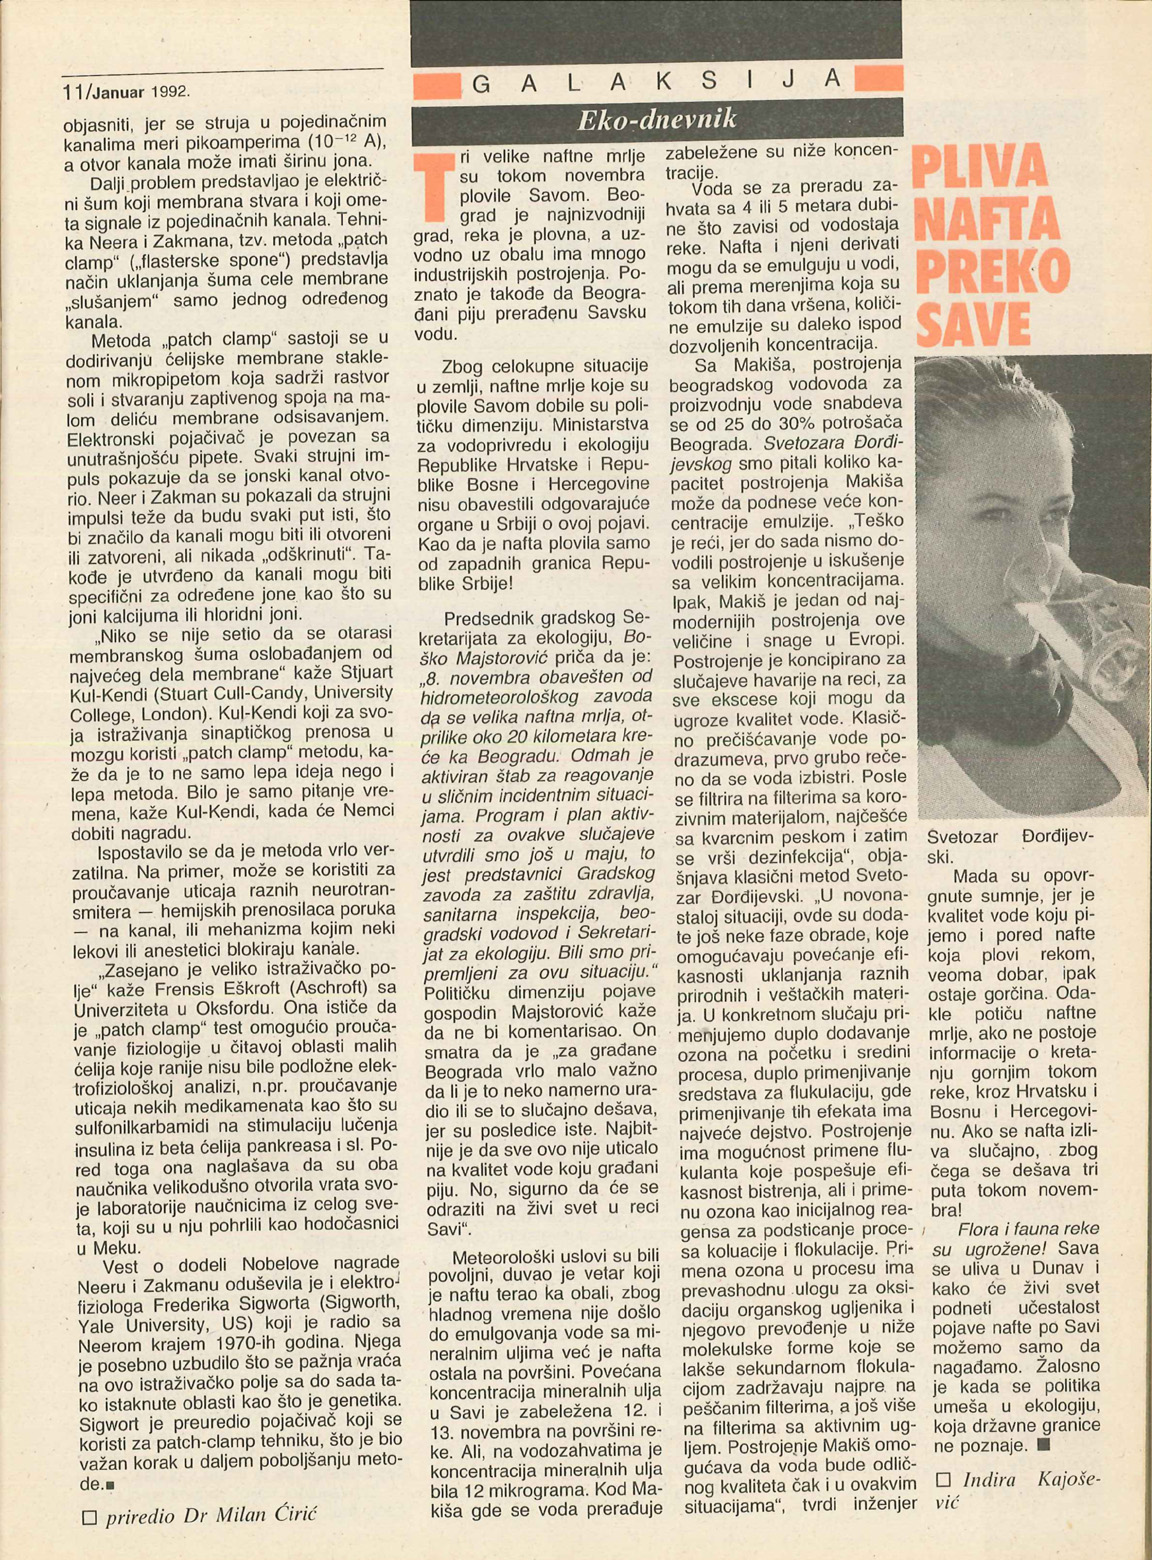 11/Januar 1992.
objasniti, jer se struja u pojedinačnim
kanalima meri pikoamperima (10⁻¹² A),
a otvor kanala može imati širinu jona.
Dalji problem predstavljao je električ-
ni šum koji membrana stvara i koji ome-
ta signale iz pojedinačnih kanala. Tehni-
ka Neera i Zakmana, tzv. metoda „patch
clamp“ („flasterske spone“) predstavlja
način uklanjanja šuma cele membrane
„slušanjem“ samo jednog određenog
kanala.
Metoda „patch clamp“ sastoji se u
dodirivanju ćelijske membrane stakle-
nom mikropipetom koja sadrži rastvor
soli i stvaranju zaptivenog spoja na ma-
lom deliću membrane odsisavanjem.
Elektronski pojačivač je povezan sa
unutrašnjošću pipete. Svaki strujni im-
puls pokazuje da se jonski kanal otvo-
rio. Neer i Zakman su pokazali da strujni
impulsi teže da budu svaki put isti, što
bi značilo da kanali mogu biti ili otvoreni
ili zatvoreni, ali nikada „odškrinuti“. Ta-
kođe je utvrđeno da kanali mogu biti
specifični za određene jone kao što su
joni kalcijuma ili hloridni joni.
„Niko se nije setio da se otarasi
membranskog šuma oslobađanjem od
najvećeg dela membrane“ kaže Stjuart
Kul-Kendi (Stuart Cull-Candy, University
College, London). Kul-Kendi koji za svo-
ja istraživanja sinaptičkog prenosa u
mozgu koristi „patch clamp“ metodu, ka-
že da je to ne samo lepa ideja nego i
lepa metoda. Bilo je samo pitanje vre-
mena, kaže Kul-Kendi, kada će Nemci
dobiti nagradu.
Ispostavilo se da je metoda vrlo ver-
zatilna. Na primer, može se koristiti za
proučavanje uticaja raznih neurotran-
smitera — hemijskih prenosilaca poruka
— na kanal, ili mehanizma kojim neki
lekovi ili anestetici blokiraju kanale.
„Zasejano je veliko istraživačko po-
lje“ kaže Frensis Eškroft (Aschroft) sa
Univerziteta u Oksfordu. Ona ističe da
je „patch clamp“ test omogućio prouča-
vanje fiziologije u čitavoj oblasti malih
ćelija koje ranije nisu bile podložne elek-
trofiziološkoj analizi, n.pr. proučavanje
uticaja nekih medikamenata kao što su
sulfonilkarbamidi na stimulaciju lučenja
insulina iz beta ćelija pankreasa i sl. Po-
red toga ona naglašava da su oba
naučnika velikodušno otvorila vrata svo-
je laboratorije naučnicima iz celog sve-
ta, koji su u nju pohrlili kao hodočasnici
u Meku.
Vest o dodeli Nobelove nagrade
Neeru i Zakmanu oduševila je i elektro-
fiziologa Frederika Sigworta (Sigworth,
Yale University, US) koji je radio sa
Neerom krajem 1970-ih godina. Njega
je posebno uzbudilo što se pažnja vraća
na ovo istraživačko polje sa do sada ta-
ko istaknute oblasti kao što je genetika.
Sigwort je preuredio pojačivač koji se
koristi za patch-clamp tehniku, što je bio
važan korak u daljem poboljšanju meto-
de.■
□ priredio Dr Milan Ćirić
GALAKSIJA
Eko-dnevnik
Tri velike naftne mrlje
su tokom novembra
plovile Savom. Beo-
grad je najnizvodniji
grad, reka je plovna, a uz-
vodno uz obalu ima mnogo
industrijskih postrojenja. Po-
znato je takođe da Beogra-
đani piju prerađenu Savsku
vodu.
Zbog celokupne situacije
u zemlji, naftne mrlje koje su
plovile Savom dobile su poli-
tičku dimenziju. Ministarstva
za vodoprivredu i ekologiju
Republike Hrvatske i Repu-
blike Bosne i Hercegovine
nisu obavestili odgovarajuće
organe u Srbiji o ovoj pojavi.
Kao da je nafta plovila samo
od zapadnih granica Repu-
blike Srbije!
Predsednik gradskog Se-
kretarijata za ekologiju, Bo-
ško Majstorović priča da je:
„8. novembra obavešten od
hidrometeorološkog zavoda
da se velika naftna mrlja, ot-
prilike oko 20 kilometara kre-
će ka Beogradu. Odmah je
aktiviran štab za reagovanje
u sličnim incidentnim situaci-
jama. Program i plan aktiv-
nosti za ovakve slučajeve
utvrdili smo još u maju, to
jest predstavnici Gradskog
zavoda za zaštitu zdravlja,
sanitarna inspekcija, beo-
gradski vodovod i Sekretari-
jat za ekologiju. Bili smo pri-
premljeni za ovu situaciju.“
Političku dimenziju pojave
gospodin Majstorović kaže
da ne bi komentarisao. On
smatra da je „za građane
Beograda vrlo malo važno
da li je to neko namerno ura-
dio ili se to slučajno dešava,
jer su posledice iste. Najbit-
nije je da sve ovo nije uticalo
na kvalitet vode koju građani
piju. No, sigurno da će se
odraziti na živi svet u reci
Savi“.
Meteorološki uslovi su bili
povoljni, duvao je vetar koji
je naftu terao ka obali, zbog
hladnog vremena nije došlo
do emulgovanja vode sa mi-
neralnim uljima već je nafta
ostala na površini. Povećana
koncentracija mineralnih ulja
u Savi je zabeležena 12. i
13. novembra na površini re-
ke. Ali, na vodozahvatima je
koncentracija mineralnih ulja
bila 12 mikrograma. Kod Ma-
kiša gde se voda prerađuje
zabeležene su niže koncen-
tracije.
Voda se za preradu za-
hvata sa 4 ili 5 metara dubi-
ne što zavisi od vodostaja
reke. Nafta i njeni derivati
mogu da se emulguju u vodi,
ali prema merenjima koja su
tokom tih dana vršena, količi-
ne emulzije su daleko ispod
dozvoljenih koncentracija.
Sa Makiša, postrojenja
beogradskog vodovoda za
proizvodnju vode snabdeva
se od 25 do 30% potrošača
Beograda. Svetozara Đorđi-
jevskog smo pitali koliko ka-
pacitet postrojenja Makiša
može da podnese veće kon-
centracije emulzije. „Teško
je reći, jer do sada nismo do-
vodili postrojenje u iskušenje
sa velikim koncentracijama.
Ipak, Makiš je jedan od naj-
modernijih postrojenja ove
veličine i snage u Evropi.
Postrojenje je koncipirano za
slučajeve havarije na reci, za
sve ekscese koji mogu da
ugroze kvalitet vode. Klasič-
no prečišćavanje vode po-
drazumeva, prvo grubo reče-
no da se voda izbistri. Posle
se filtrira na filterima sa koro-
zivnim materijalom, najčešće
sa kvarcnim peskom i zatim
se vrši dezinfekcija“, obja-
šnjava klasični metod Sveto-
zar Đorđijevski. „U novona-
staloj situaciji, ovde su doda-
te još neke faze obrade, koje
omogućavaju povećanje efi-
kasnosti uklanjanja raznih
prirodnih i veštačkih materi-
ja. U konkretnom slučaju pri-
menjujemo duplo dodavanje
ozona na početku i sredini
procesa, duplo primenjivanje
sredstava za flukulaciju, gde
primenjivanje tih efekata ima
najveće dejstvo. Postrojenje
ima mogućnost primene flu-
kulanta koje pospešuje efi-
kasnost bistrenja, ali i prime-
nu ozona kao inicijalnog rea-
gensa za podsticanje proce-
sa koluacije i flokulacije. Pri-
mena ozona u procesu ima
prevashodnu ulogu za oksi-
daciju organskog ugljenika i
njegovo prevođenje u niže
molekulske forme koje se
lakše sekundarnom flokula-
cijom zadržavaju najpre na
peščanim filterima, a još više
na filterima sa aktivnim ug-
ljem. Postrojenje Makiš omo-
gućava da voda bude odlič-
nog kvaliteta čak i u ovakvim
situacijama“, tvrdi inženjer
PLIVA
NAFTA
PREKO
SAVE
Svetozar Đorđijev-
ski.
Mada su opovr-
gnute sumnje, jer je
kvalitet vode koju pi-
jemo i pored nafte
koja plovi rekom,
veoma dobar, ipak
ostaje gorčina. Oda-
kle potiču naftne
mrlje, ako ne postoje
informacije o kreta-
nju gornjim tokom
reke, kroz Hrvatsku i
Bosnu i Hercegovi-
nu. Ako se nafta izli-
va slučajno, zbog
čega se dešava tri
puta tokom novem-
bra!
Flora i fauna reke
su ugrožene! Sava
se uliva u Dunav i
kako će živi svet
podneti učestalost
pojave nafte po Savi
možemo samo da
nagađamo. Žalosno
je kada se politika
umeša u ekologiju,
koja državne granice
ne poznaje. ■
□ Indira Kajoše-
vić